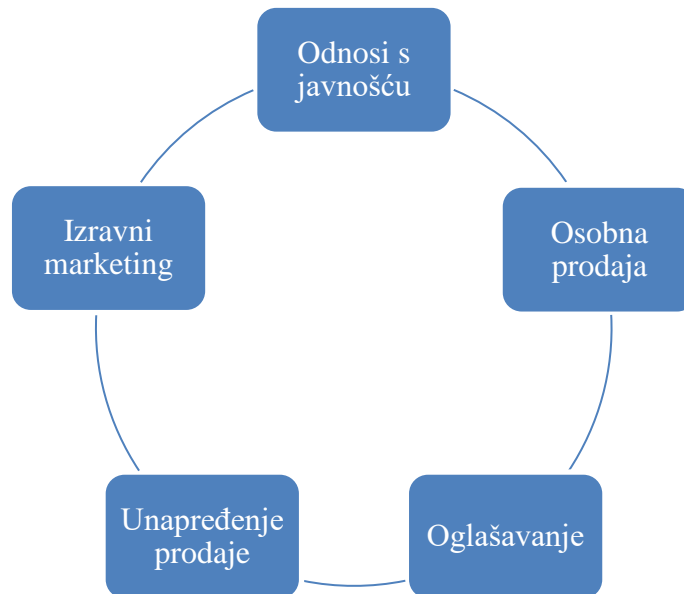 Odnosi s
javnošću
Osobna
prodaja
Oglašavanje
Unapređenje
prodaje
Izravni
marketing